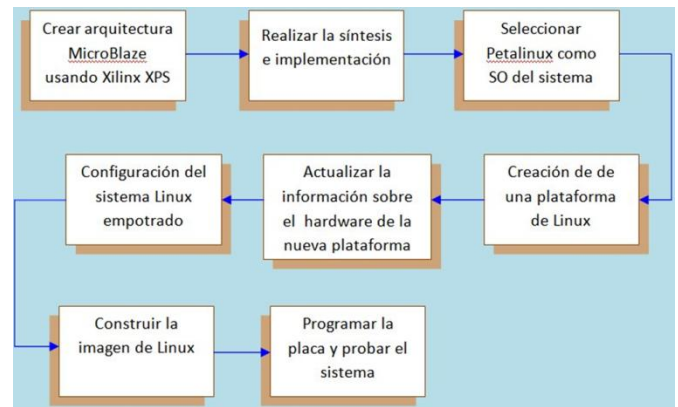 Crear arquitectura
MicroBlaze
usando Xilinx XPS
Realizar la síntesis
e implementación
Seleccionar
Petalinux como
SO del sistema
Creación de de
una plataforma
de Linux
Actualizar la
información sobre
el hardware de la
nueva plataforma
Configuración del
sistema Linux
empotrado
Construir la
imagen de Linux
Programar la
placa y probar el
sistema